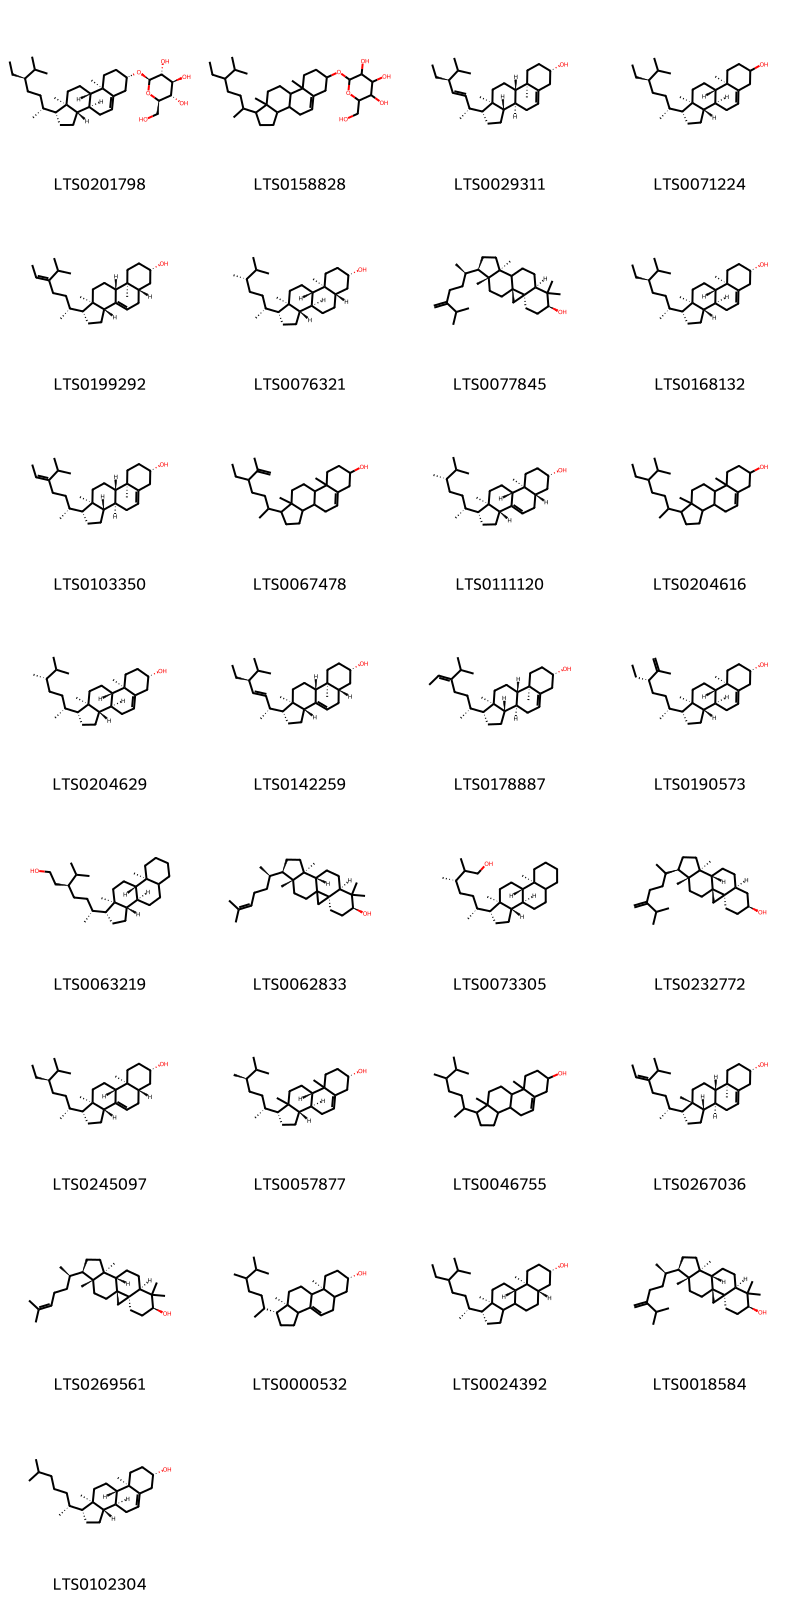 LTS0201798 LTS0158828 LTS0029311 LTS0071224
LTS0199292 LTS0076321 LTS0077845 LTS0168132
LTS0103350 LTS0067478 LTS0111120 LTS0204616
LTS0204629 LTS0142259 LTS0178887 LTS0190573
LTS0063219 LTS0062833 LTS0073305 LTS0232772
LTS0245097 LTS0057877 LTS0046755 LTS0267036
LTS0269561 LTS0000532 LTS0024392 LTS0018584
LTS0102304